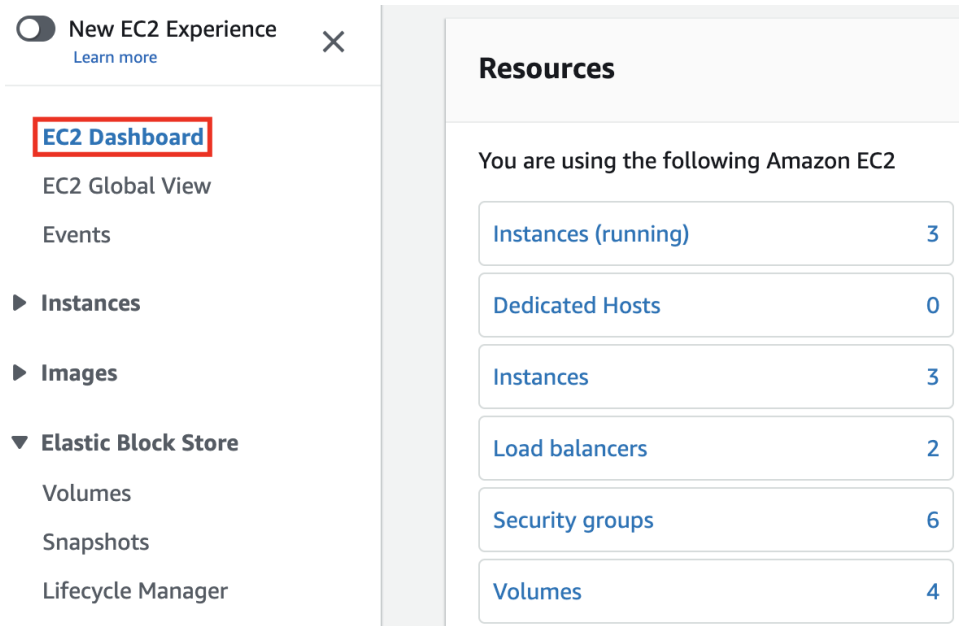 New EC2 Experience
Learn more
EC2 Dashboard
EC2 Global View
Events
Instances
Images
Elastic Block Store
Volumes
Snapshots
Lifecycle Manager
Resources
You are using the following Amazon EC2
Instances (running) 3
Dedicated Hosts 0
Instances 3
Load balancers 2
Security groups 6
Volumes 4